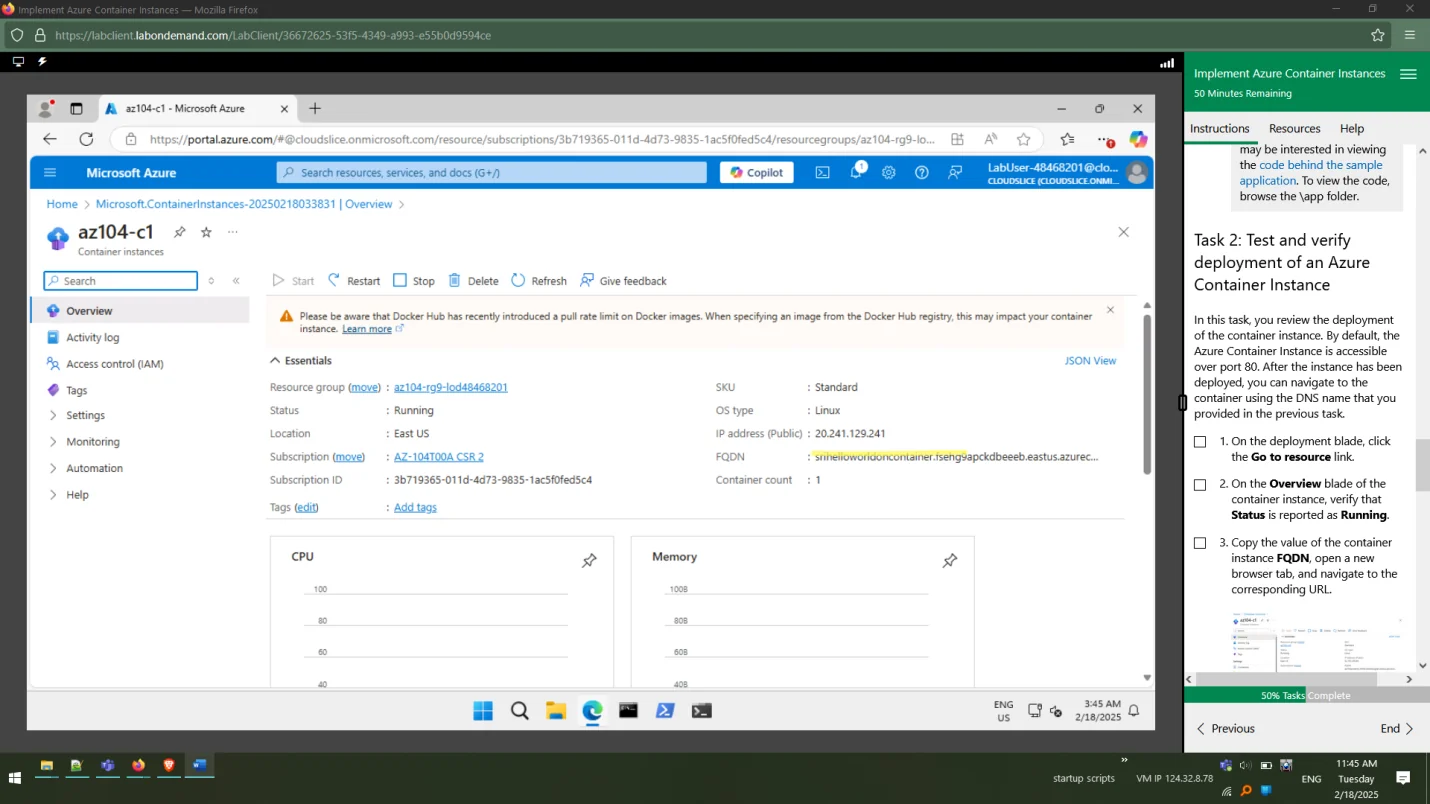 Implement Azure Container Instances — Mozilla Firefox
https://labclient.labondemand.com/LabClient/36672625-53f5-4349-a993-e55b0d9594ce
az104-c1 - Microsoft Azure
https://portal.azure.com/#@cloudslice.onmicrosoft.com/resource/subscriptions/3b719365-011d-4d73-9835-1ac5f0fed5c4/resourcegroups/az104-rg9-lo...
Microsoft Azure
Search resources, services, and docs (G+/)
Copilot
1
LabUser-48468201@clo...
CLOUDSLICE (CLOUDSLICE.ONMI...
Home > Microsoft.ContainerInstances-20250218033831 | Overview >
az104-c1
Container instances
Search
Overview
Activity log
Access control (IAM)
Tags
Settings
Monitoring
Automation
Help
Start
Restart
Stop
Delete
Refresh
Give feedback
Please be aware that Docker Hub has recently introduced a pull rate limit on Docker images. When specifying an image from the Docker Hub registry, this may impact your container
instance. Learn more
Essentials
JSON View
Resource group (move) : az104-rg9-lod48468201
Status : Running
Location : East US
Subscription (move) : AZ-104T00A CSR 2
Subscription ID : 3b719365-011d-4d73-9835-1ac5f0fed5c4
Tags (edit) : Add tags
SKU : Standard
OS type : Linux
IP address (Public) : 20.241.129.241
FQDN :
Container count : 1
CPU
100
80
60
40
Memory
100B
80B
60B
40B
ENG
US
3:45 AM
2/18/2025
Implement Azure Container Instances
50 Minutes Remaining
Instructions
Resources
Help
may be interested in viewing
the code behind the sample
application. To view the code,
browse the \app folder.
Task 2: Test and verify
deployment of an Azure
Container Instance
In this task, you review the deployment
of the container instance. By default, the
Azure Container Instance is accessible
over port 80. After the instance has been
deployed, you can navigate to the
container using the DNS name that you
provided in the previous task.
1. On the deployment blade, click
the Go to resource link.
2. On the Overview blade of the
container instance, verify that
Status is reported as Running.
3. Copy the value of the container
instance FQDN, open a new
browser tab, and navigate to the
corresponding URL.
50% Tasks Complete
Previous
End
startup scripts
VM IP 124.32.8.78
ENG
11:45 AM
Tuesday
2/18/2025